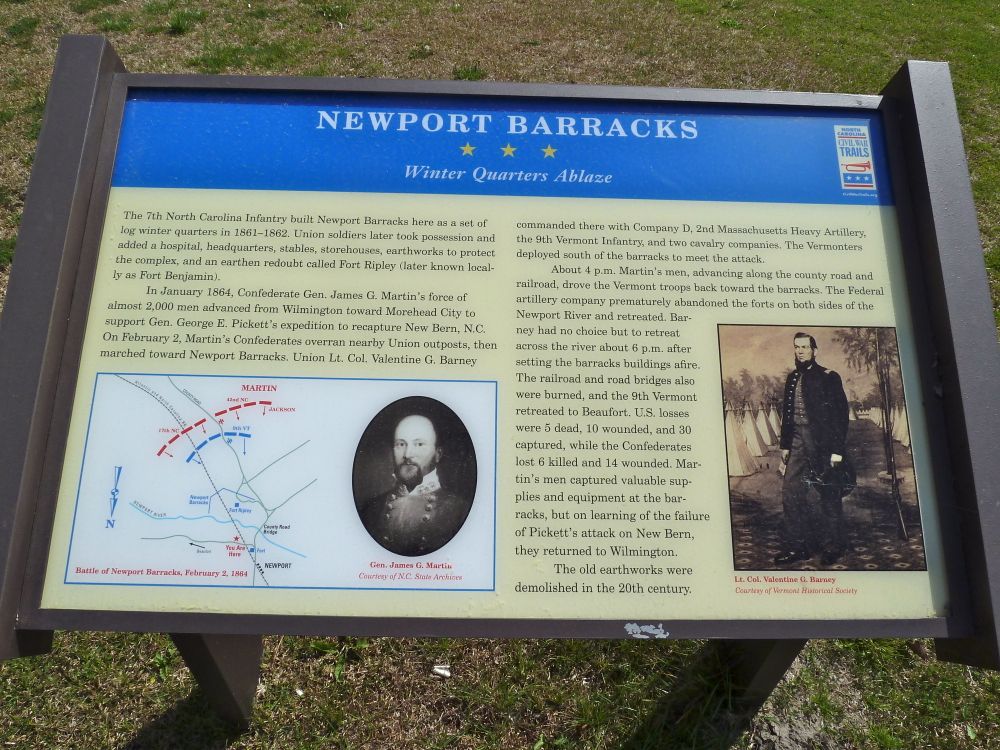 NEWPORT BARRACKS
Winter Quarters Ablaze
NORTH
CAROLINA
CIVIL WAR
TRAILS
The 7th North Carolina Infantry built Newport Barracks here as a set of
log winter quarters in 1861–1862. Union soldiers later took possession and
added a hospital, headquarters, stables, storehouses, earthworks to protect
the complex, and an earthen redoubt called Fort Ripley (later known local-
ly as Fort Benjamin).
In January 1864, Confederate Gen. James G. Martin's force of
almost 2,000 men advanced from Wilmington toward Morehead City to
support Gen. George E. Pickett's expedition to recapture New Bern, N.C.
On February 2, Martin's Confederates overran nearby Union outposts, then
marched toward Newport Barracks. Union Lt. Col. Valentine G. Barney
commanded there with Company D, 2nd Massachusetts Heavy Artillery,
the 9th Vermont Infantry, and two cavalry companies. The Vermonters
deployed south of the barracks to meet the attack.
About 4 p.m. Martin's men, advancing along the county road and
railroad, drove the Vermont troops back toward the barracks. The Federal
artillery company prematurely abandoned the forts on both sides of the
Newport River and retreated. Bar-
ney had no choice but to retreat
across the river about 6 p.m. after
setting the barracks buildings afire.
The railroad and road bridges also
were burned, and the 9th Vermont
retreated to Beaufort. U.S. losses
were 5 dead, 10 wounded, and 30
captured, while the Confederates
lost 6 killed and 14 wounded. Mar-
tin's men captured valuable sup-
plies and equipment at the bar-
racks, but on learning of the failure
of Pickett's attack on New Bern,
they returned to Wilmington.
The old earthworks were
demolished in the 20th century.
MARTIN
42nd NC
JACKSON
17th NC
9th VT
Newport
Barracks
Fort Ripley
NEWPORT RIVER
County Road
Bridge
N
Beaufort
You Are
Here
Fort
NEWPORT
Battle of Newport Barracks, February 2, 1864
Gen. James G. Martin
Courtesy of N.C. State Archives
Lt. Col. Valentine G. Barney
Courtesy of Vermont Historical Society